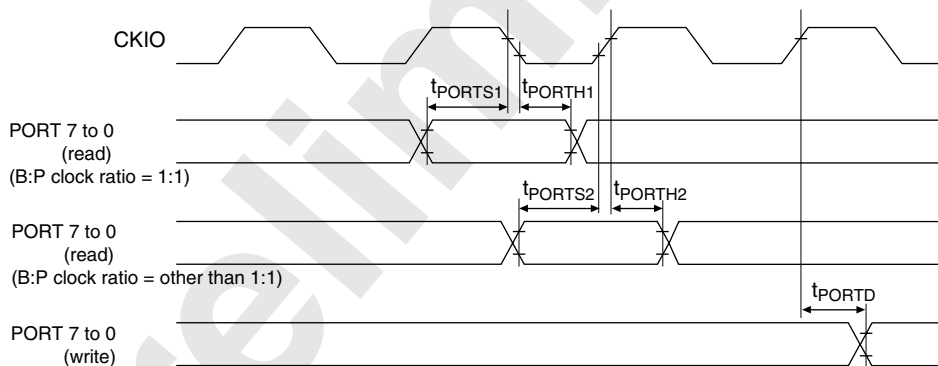 CKIO
tPORTS1 tPORTH1
PORT 7 to 0
(read)
(B:P clock ratio = 1:1)
tPORTS2 tPORTH2
PORT 7 to 0
(read)
(B:P clock ratio = other than 1:1)
tPORTD
PORT 7 to 0
(write)